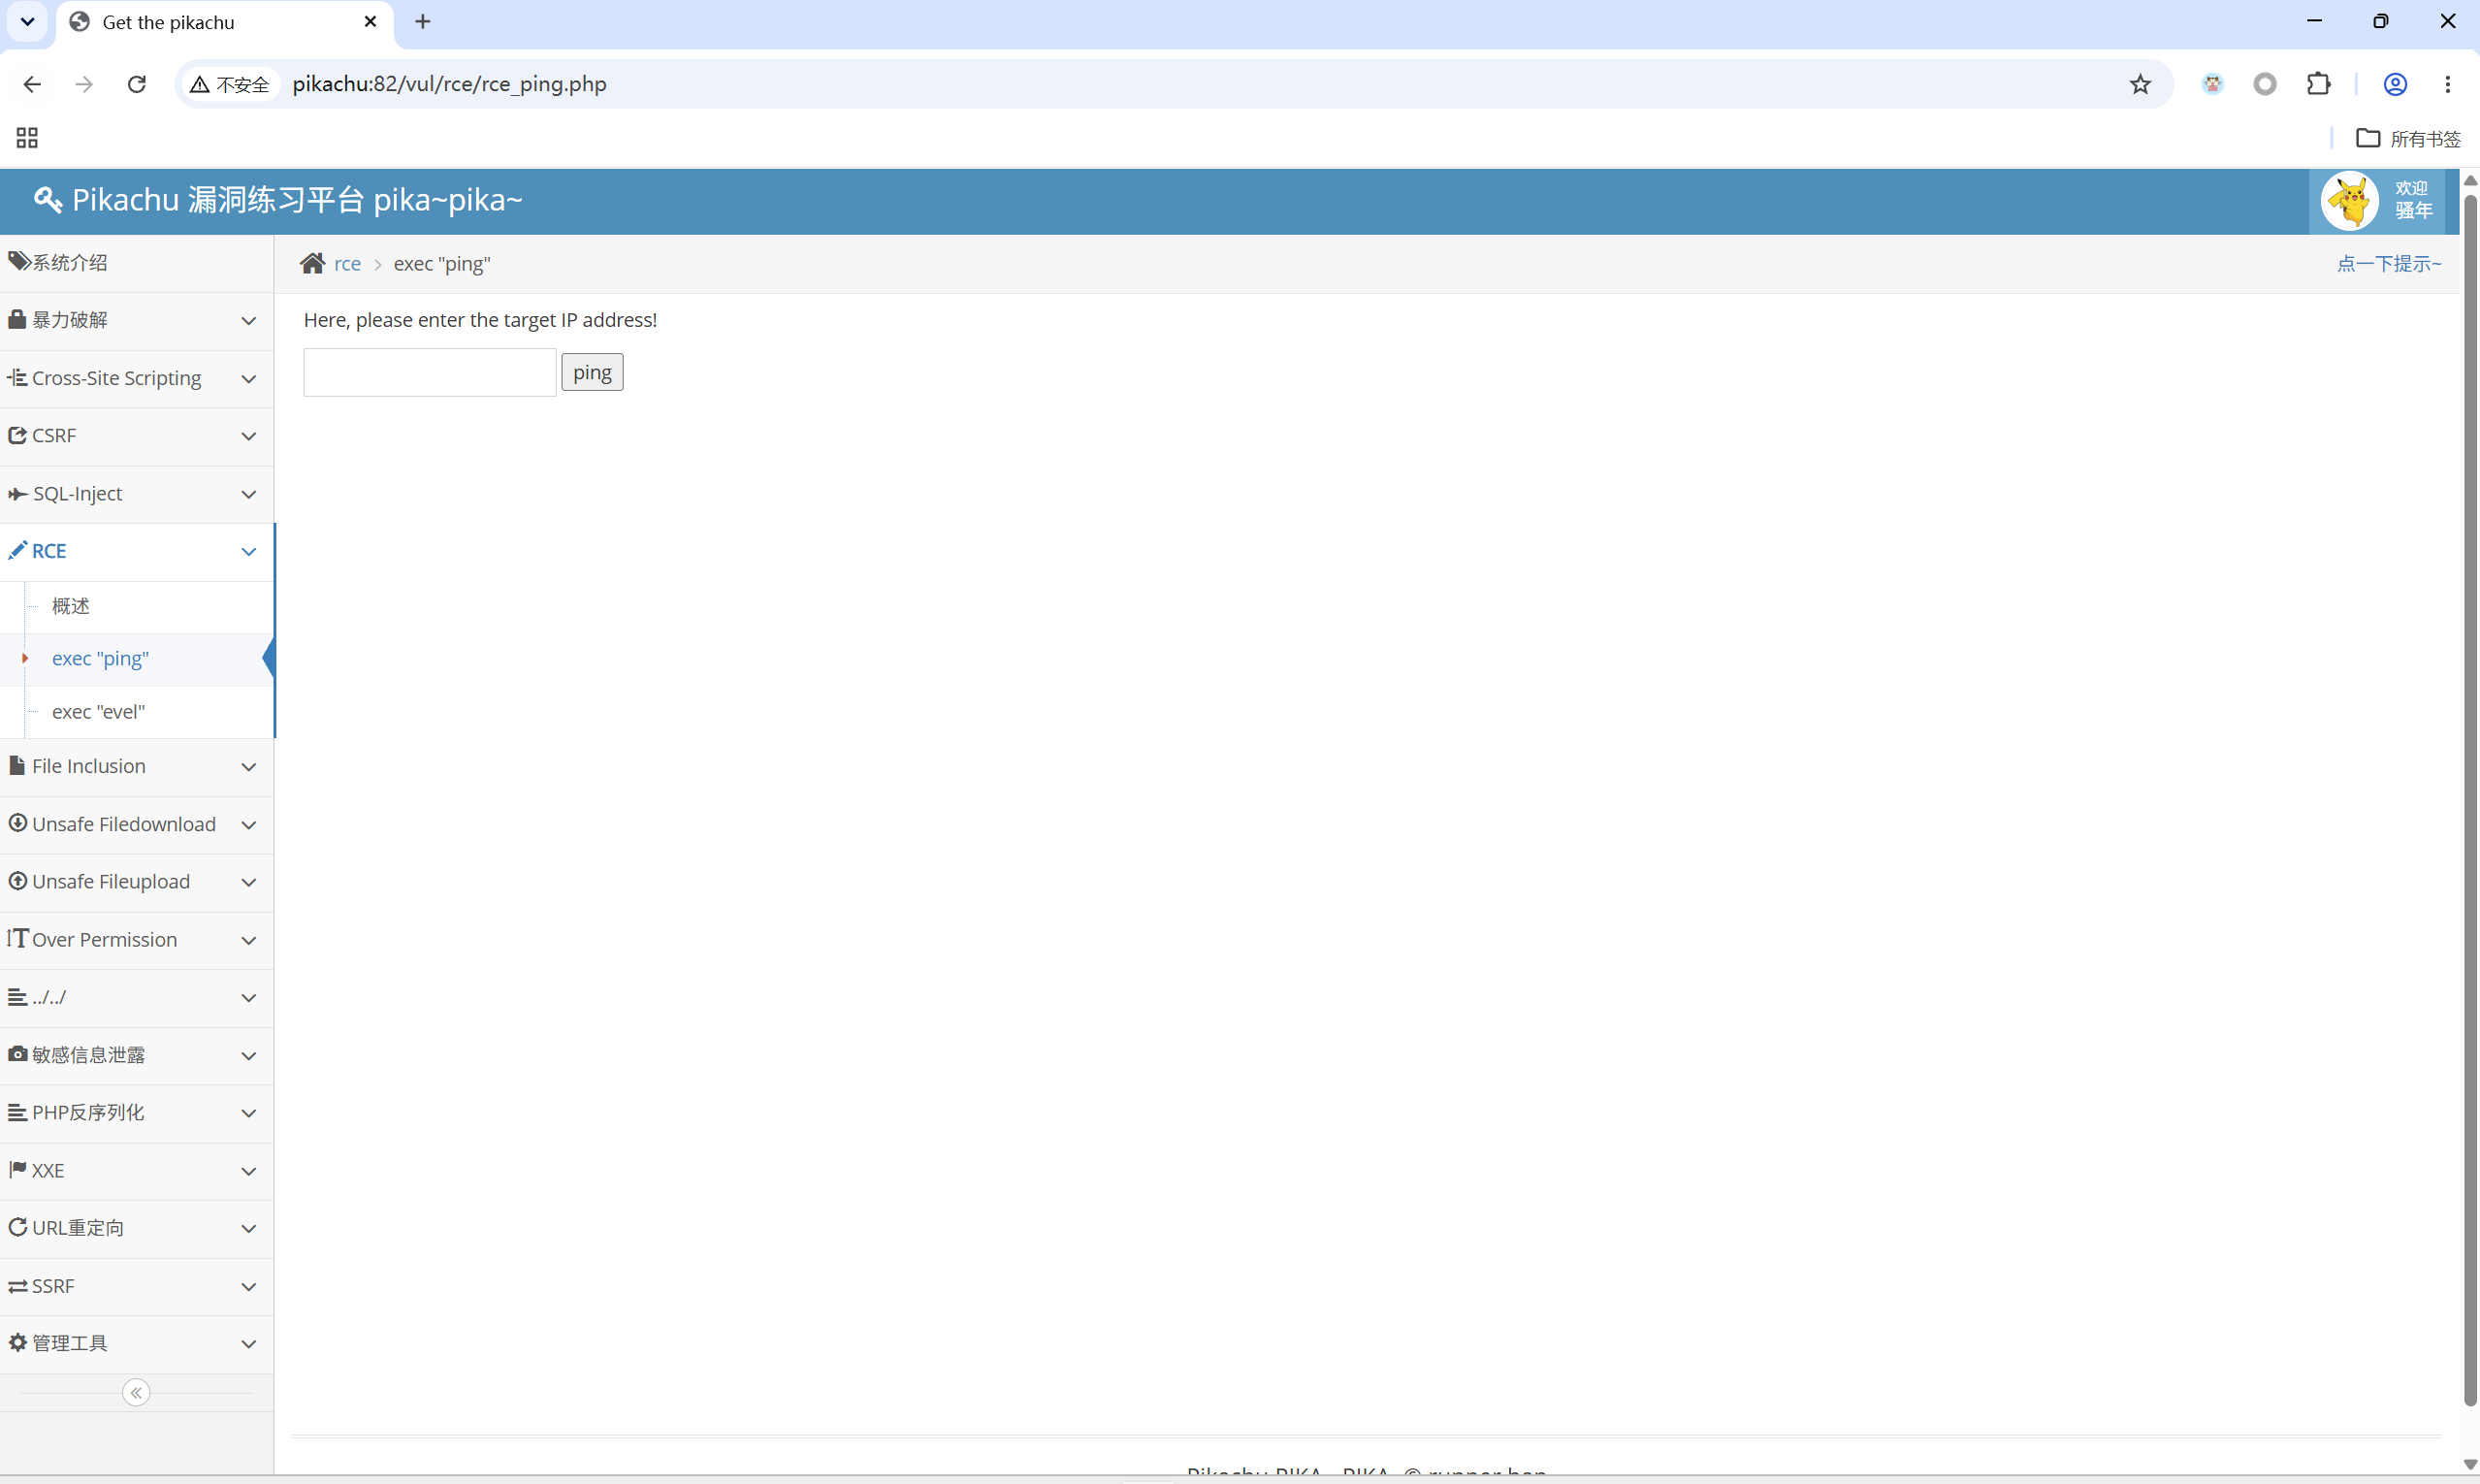 Get the pikachu
不安全 pikachu:82/vul/rce/rce_ping.php
所有书签
Pikachu 漏洞练习平台 pika~pika~
欢迎
骚年
系统介绍
rce > exec "ping"
点一下提示~
暴力破解
Here, please enter the target IP address!
ping
Cross-Site Scripting
CSRF
SQL-Inject
RCE
概述
exec "ping"
exec "evel"
File Inclusion
Unsafe Filedownload
Unsafe Fileupload
Over Permission
../../
敏感信息泄露
PHP反序列化
XXE
URL重定向
SSRF
管理工具